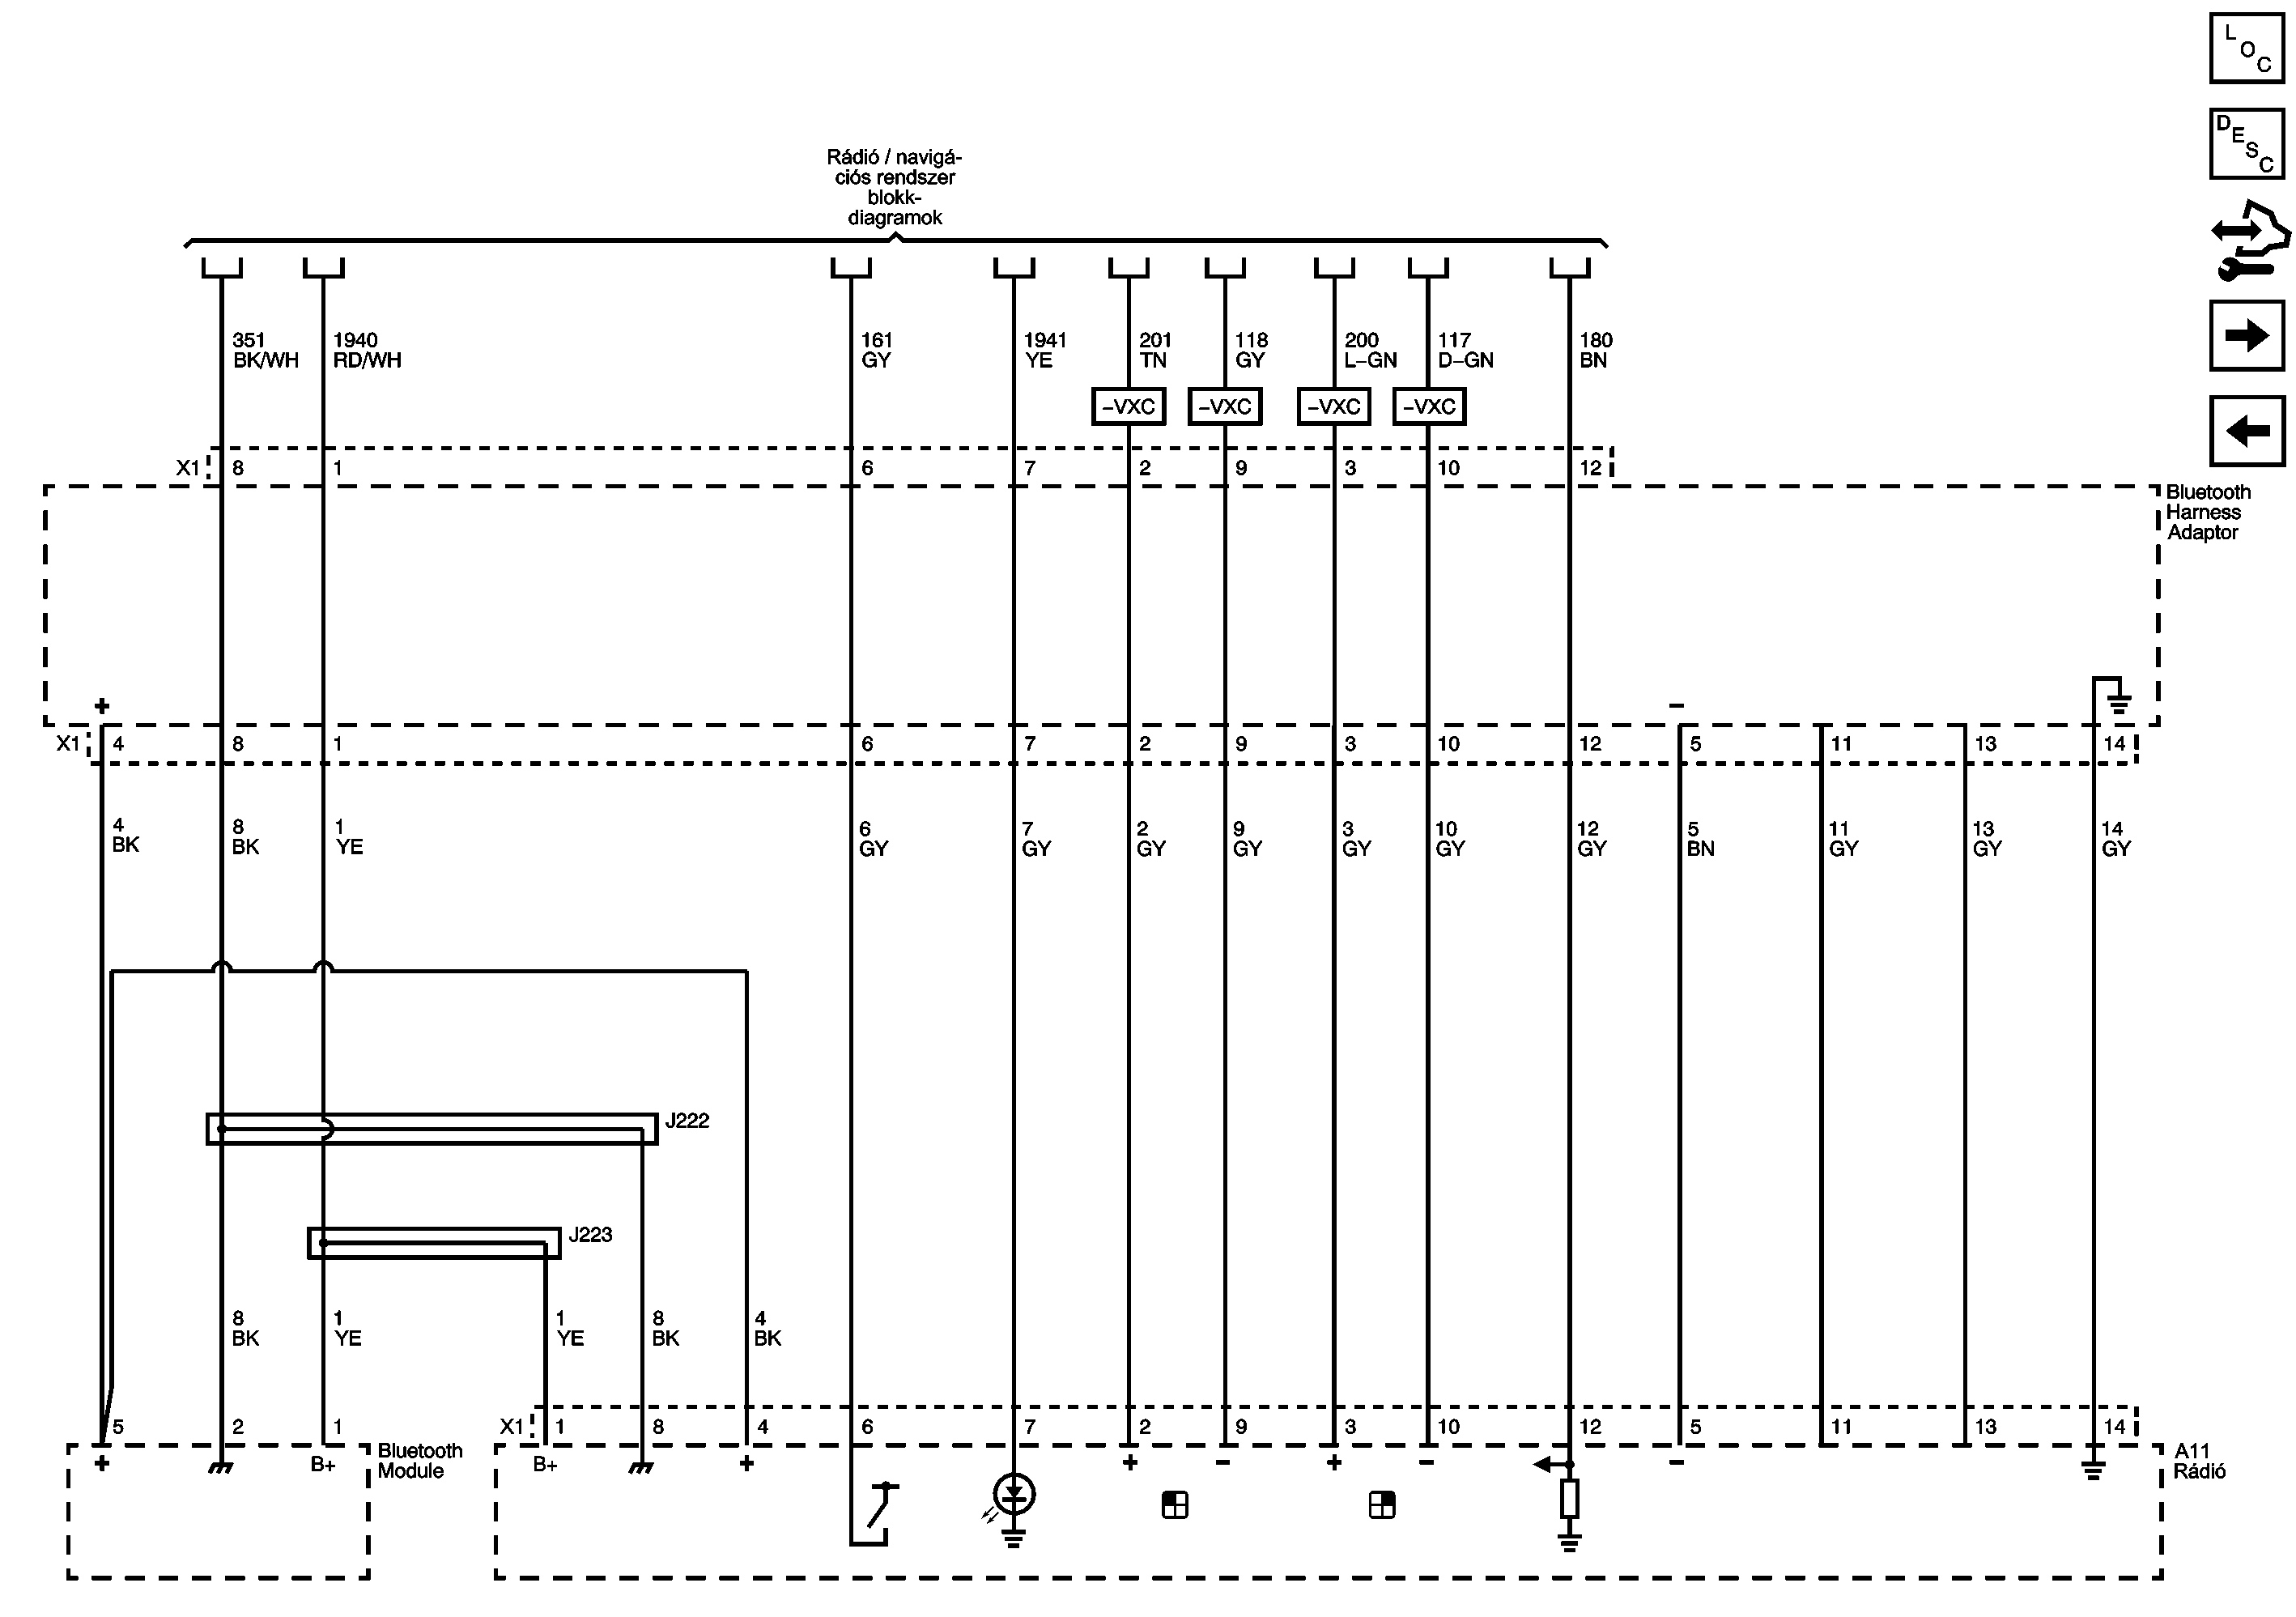 L
O
C
D
E
S
C
Rádió / navigá-
ciós rendszer
blokk-
diagramok
351 1940 161 1941 201 118 200 117 180
BK/WH RD/WH GY YE TN GY L–GN D–GN BN
–VXC –VXC –VXC –VXC
X1 8 1 6 7 2 9 3 10 12
Bluetooth
Harness
Adaptor
+ –
X1 4 8 1 6 7 2 9 3 10 12 5 11 13 14
4 8 1 6 7 2 9 3 10 12 5 11 13 14
BK BK YE GY GY GY GY GY GY GY BN GY GY GY
J222
J223
8 1 1 8 4
BK YE YE BK BK
5 2 1 X1 1 8 4 6 7 2 9 3 10 12 5 11 13 14
+ B+ B+ + + – + – –
Bluetooth
Module
A11
Rádió